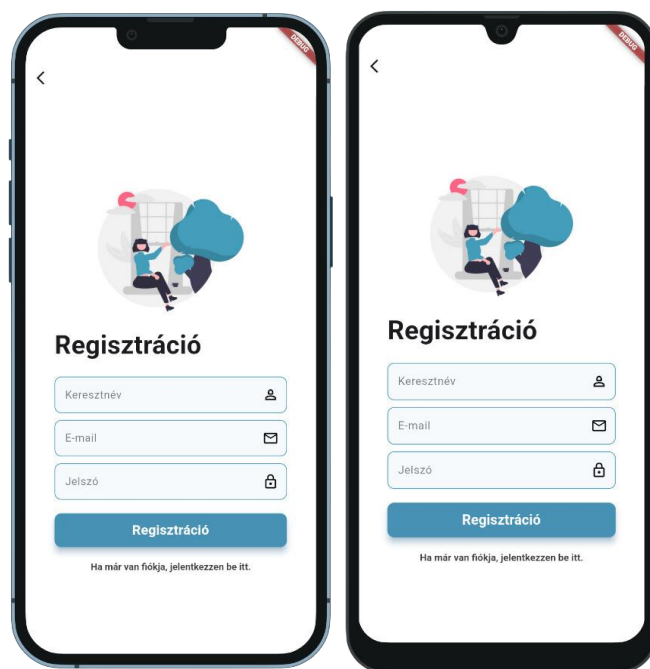 DEBUG
Regisztráció
Keresztnév
E-mail
Jelszó
Regisztráció
Ha már van fiókja, jelentkezzen be itt.
DEBUG
Regisztráció
Keresztnév
E-mail
Jelszó
Regisztráció
Ha már van fiókja, jelentkezzen be itt.